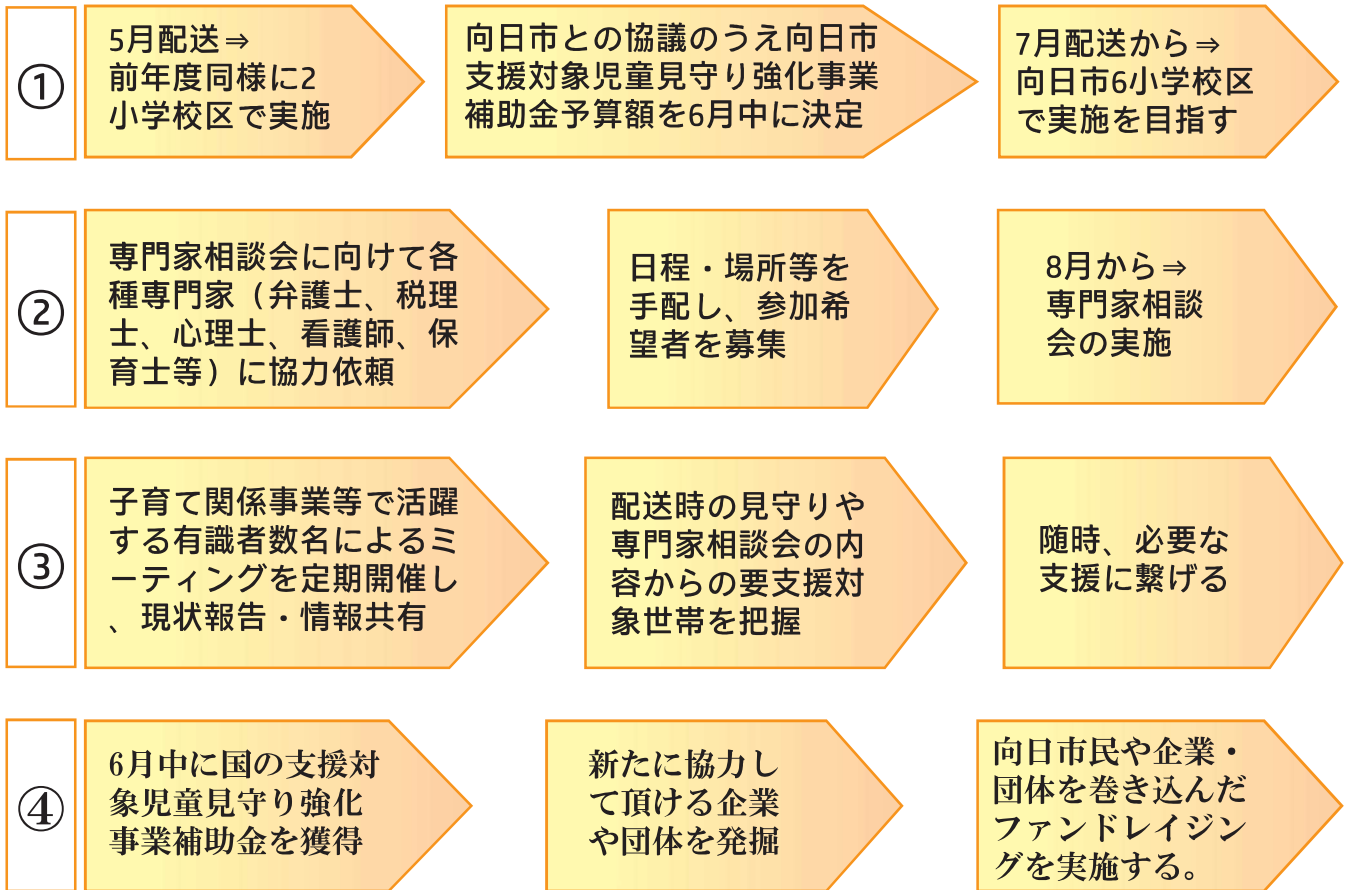 ①
5月配送⇒
前年度同様に2
小学校区で実施
向日市との協議のうえ向日市
支援対象児童見守り強化事業
補助金予算額を6月中に決定
7月配送から⇒
向日市6小学校区
で実施を目指す
②
専門家相談会に向けて各
種専門家（弁護士、税理
士、心理士、看護師、保
育士等）に協力依頼
日程・場所等を
手配し、参加希
望者を募集
8月から⇒
専門家相談
会の実施
③
子育て関係事業等で活躍
する有識者数名によるミ
ーティングを定期開催し
、現状報告・情報共有
配送時の見守りや
専門家相談会の内
容からの要支援対
象世帯を把握
随時、必要な
支援に繋げる
④
6月中に国の支援対
象児童見守り強化
事業補助金を獲得
新たに協力し
て頂ける企業
や団体を発掘
向日市民や企業・
団体を巻き込んだ
ファンドレイジン
グを実施する。